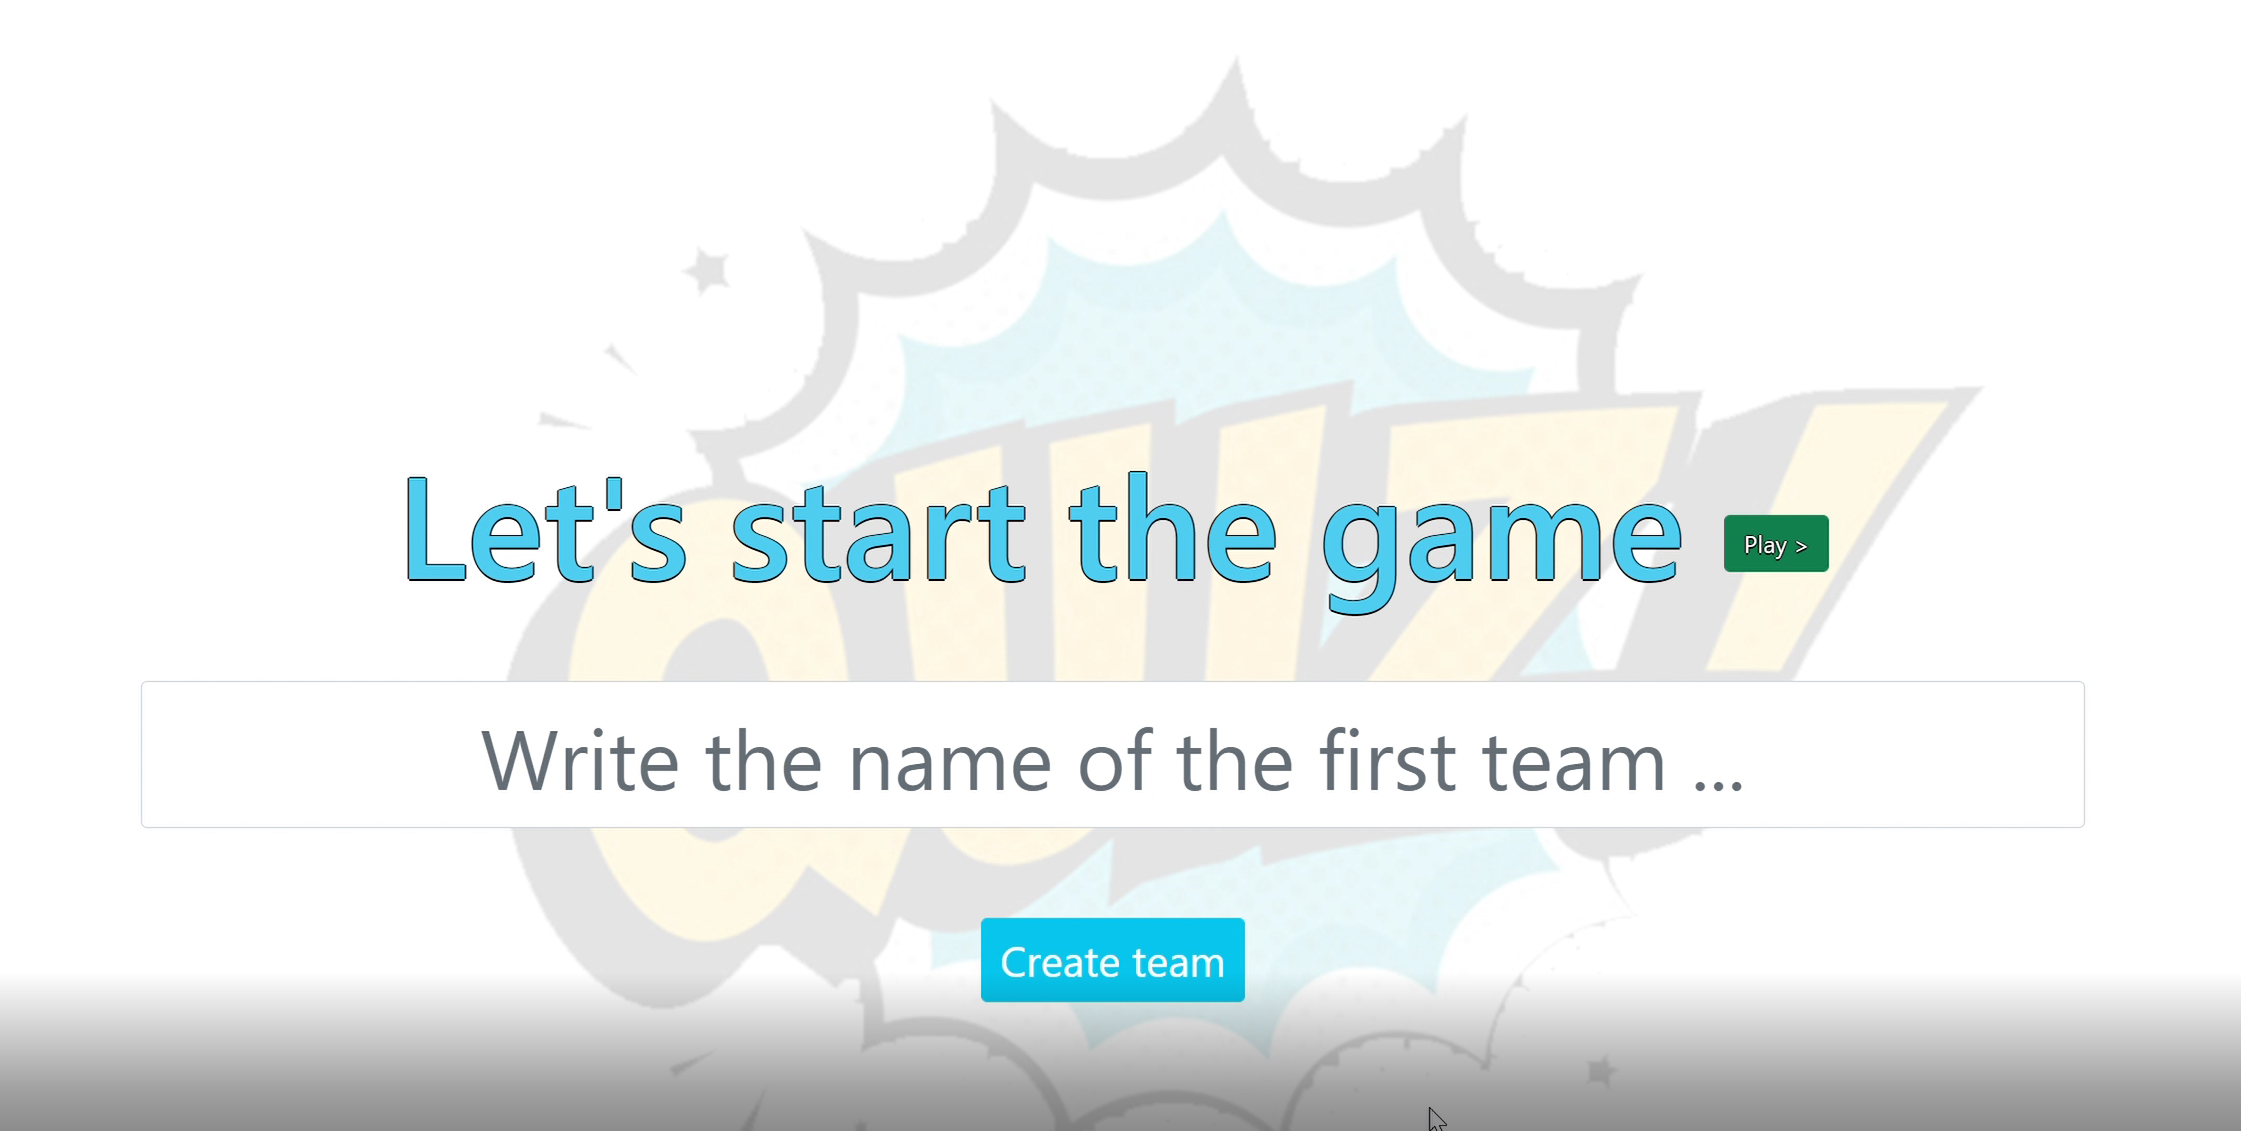 QUIZ!
Let's start the game
Play >
Write the name of the first team ...
Create team